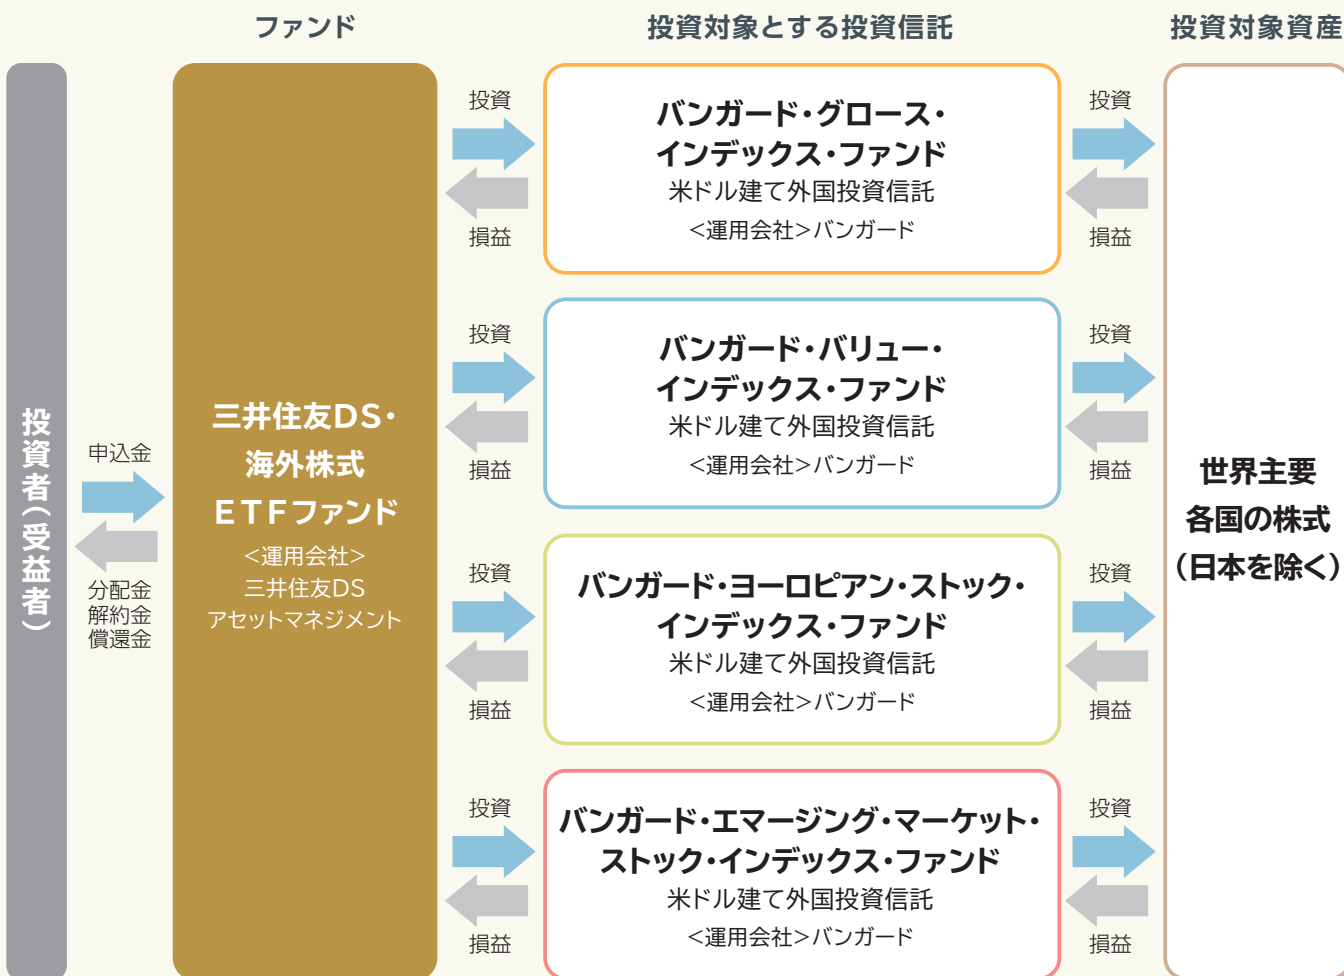 ファンド
投資対象とする投資信託
投資対象資産
投資者(受益者)
申込金
分配金
解約金
償還金
三井住友DS・
海外株式
ETFファンド
<運用会社>
三井住友DS
アセットマネジメント
投資
損益
バンガード・グロース・
インデックス・ファンド
米ドル建て外国投資信託
<運用会社>バンガード
投資
損益
投資
損益
バンガード・バリュー・
インデックス・ファンド
米ドル建て外国投資信託
<運用会社>バンガード
投資
損益
投資
損益
バンガード・ヨーロピアン・ストック・
インデックス・ファンド
米ドル建て外国投資信託
<運用会社>バンガード
投資
損益
投資
損益
バンガード・エマージング・マーケット・
ストック・インデックス・ファンド
米ドル建て外国投資信託
<運用会社>バンガード
投資
損益
世界主要
各国の株式
(日本を除く)